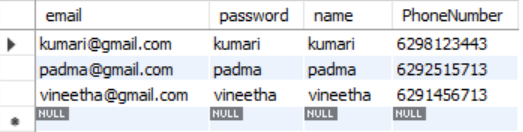 email password name PhoneNumber
kumari@gmail.com kumari kumari 6298123443
padma@gmail.com padma padma 6292515713
vineetha@gmail.com vineetha vineetha 6291456713
NULL NULL NULL NULL